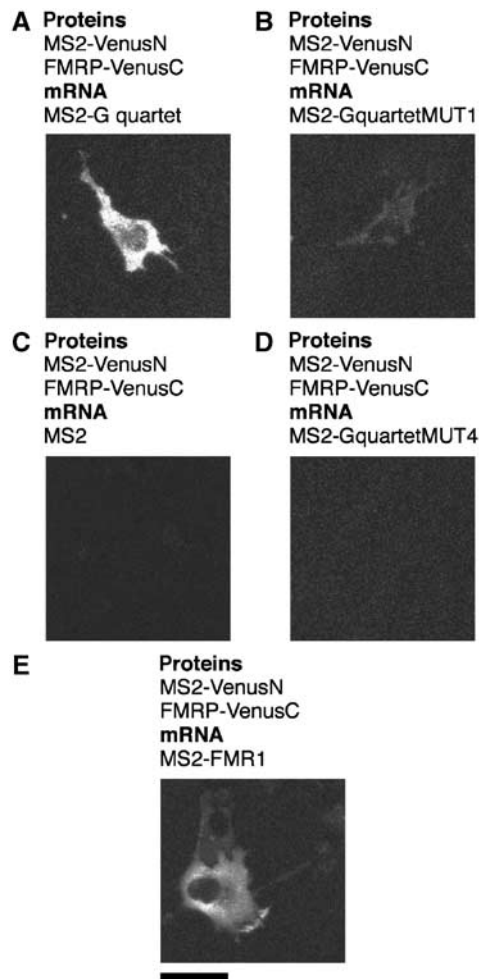 A Proteins
MS2-VenusN
FMRP-VenusC
mRNA
MS2-G quartet
B Proteins
MS2-VenusN
FMRP-VenusC
mRNA
MS2-GquartetMUT1
C Proteins
MS2-VenusN
FMRP-VenusC
mRNA
MS2
D Proteins
MS2-VenusN
FMRP-VenusC
mRNA
MS2-GquartetMUT4
E Proteins
MS2-VenusN
FMRP-VenusC
mRNA
MS2-FMR1